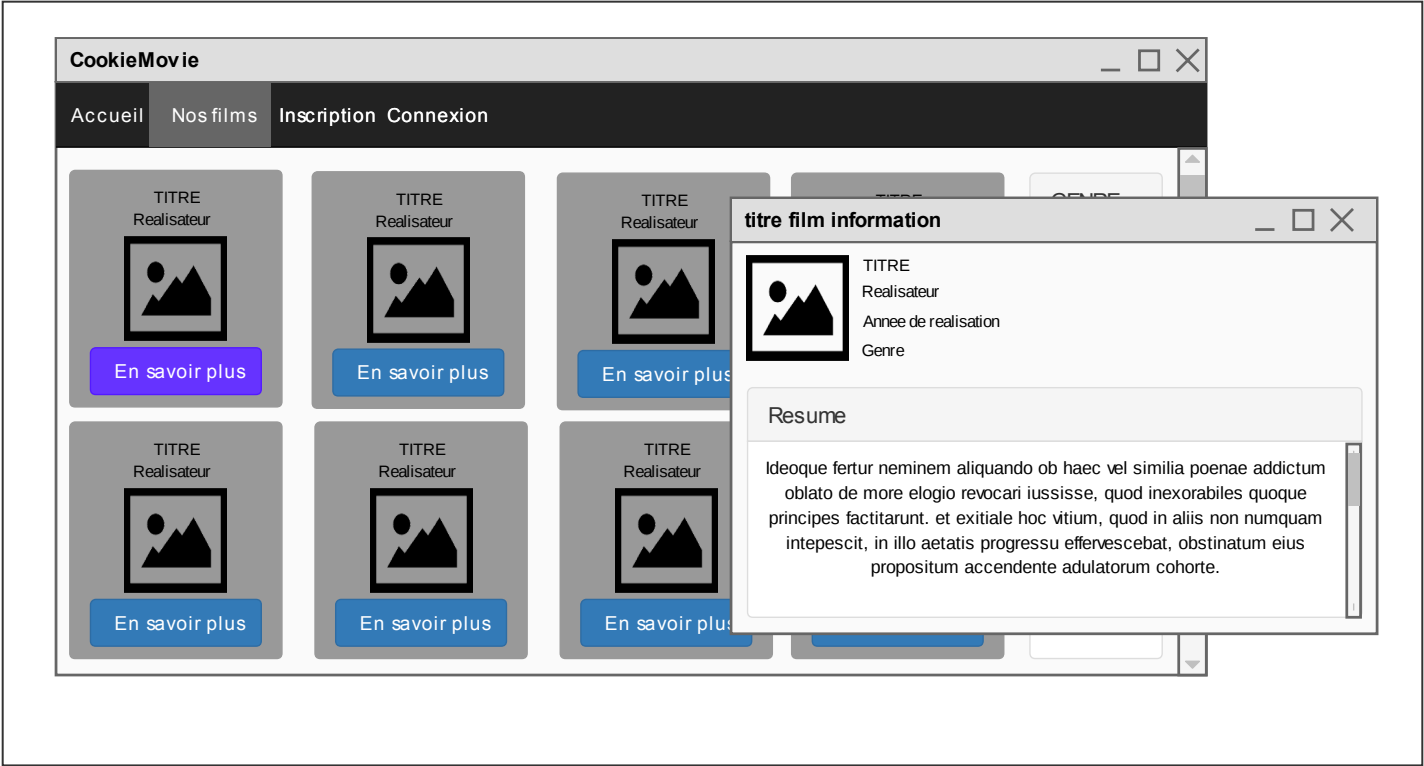 CookieMovie
Accueil Nos films Inscription Connexion
TITRE
Realisateur
En savoir plus
TITRE
Realisateur
En savoir plus
TITRE
Realisateur
En savoir plus
TITRE
GENRE
TITRE
Realisateur
En savoir plus
TITRE
Realisateur
En savoir plus
TITRE
Realisateur
En savoir plus
titre film information
TITRE
Realisateur
Annee de realisation
Genre
Resume
Ideoque fertur neminem aliquando ob haec vel similia poenae addictum
oblato de more elogio revocari iussisse, quod inexorabiles quoque
principes factitarunt. et exitiale hoc vitium, quod in aliis non numquam
intepescit, in illo aetatis progressu effervescebat, obstinatum eius
propositum accendente adulatorum cohorte.